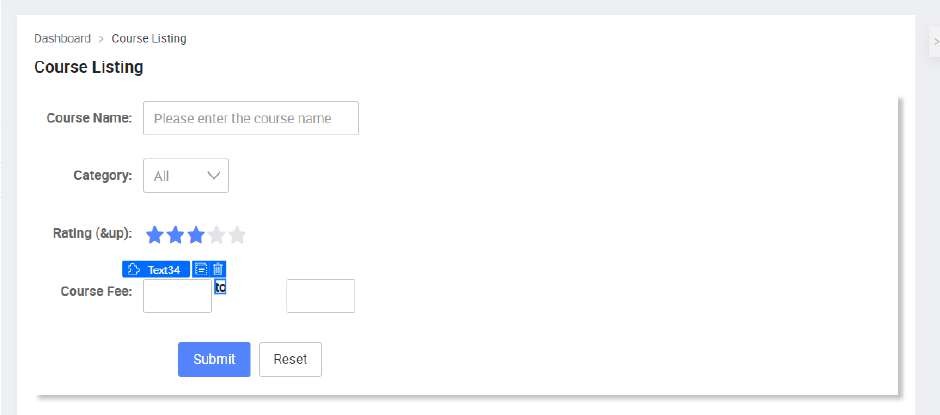 Dashboard > Course Listing
Course Listing
Course Name: Please enter the course name
Category: All
Rating (&up):
Text34
Course Fee: to
Submit Reset